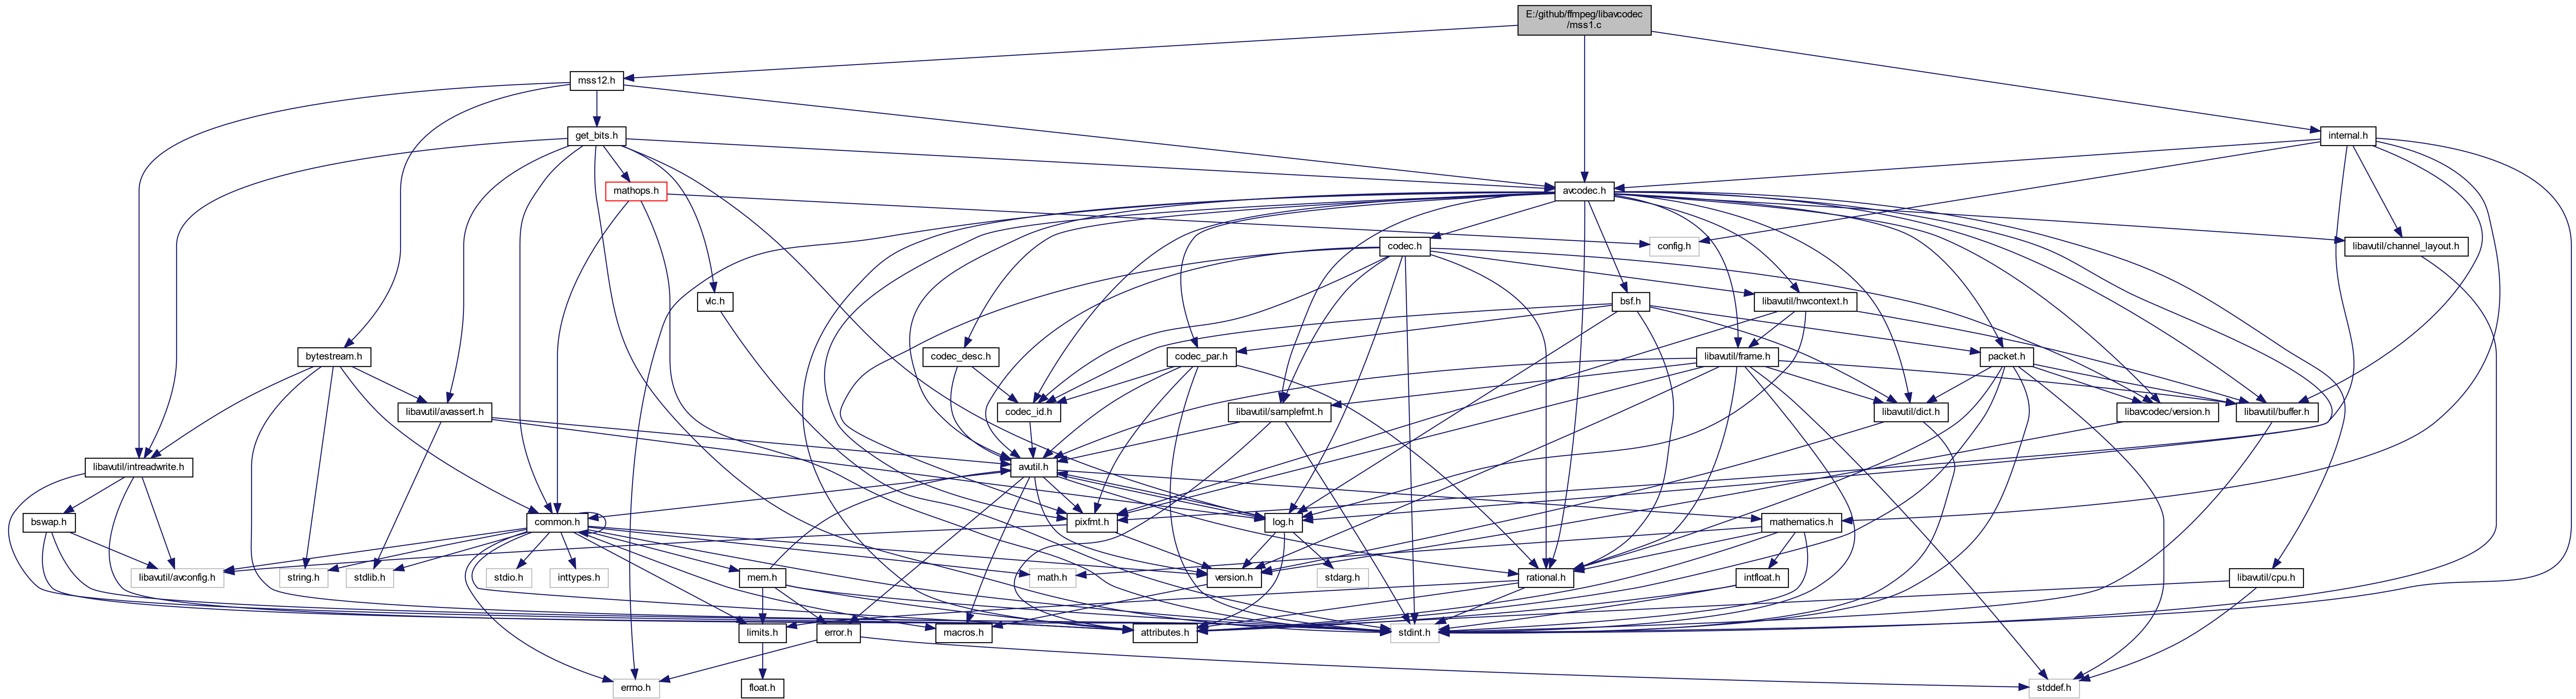 E:/github/ffmpeg/libavcodec
/mss1.c
mss12.h
get_bits.h
internal.h
mathops.h
avcodec.h
config.h
codec.h
libavutil/channel_layout.h
vlc.h
bsf.h
libavutil/hwcontext.h
bytestream.h
codec_desc.h
codec_par.h
libavutil/frame.h
packet.h
libavutil/avassert.h
codec_id.h
libavutil/samplefmt.h
libavutil/dict.h
libavcodec/version.h
libavutil/buffer.h
libavutil/intreadwrite.h
avutil.h
bswap.h
common.h
pixfmt.h
log.h
mathematics.h
libavutil/avconfig.h
string.h
stdlib.h
stdio.h
inttypes.h
mem.h
math.h
version.h
stdarg.h
rational.h
intfloat.h
libavutil/cpu.h
limits.h
error.h
macros.h
attributes.h
stdint.h
errno.h
float.h
stddef.h